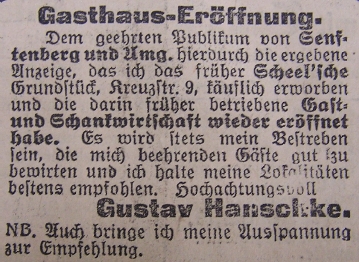 Gasthaus-Eröffnung.
Dem geehrten Publikum von Senf-
tenberg und Umg. hierdurch die ergebene
Anzeige, das ich das früher Scheel'sche
Grundstück, Kreuzstr. 9, käuflich erworben
und die darin früher betriebene Gast-
und Schankwirtschaft wieder eröffnet
habe. Es wird stets mein Bestreben
sein, die mich beehrenden Gäste gut zu
bewirten und ich halte meine Lokalitäten
bestens empfohlen. Hochachtungsvoll
Gustav Hanschke.
NB. Auch bringe ich meine Ausspannung
zur Empfehlung.